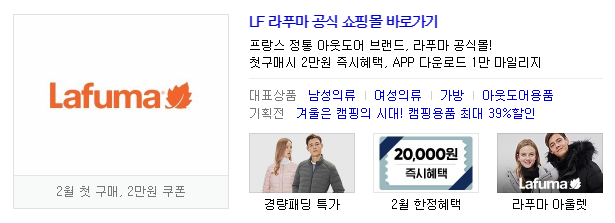 Lafuma
2월 첫 구매, 2만원 쿠폰
LF 라푸마 공식 쇼핑몰 바로가기
프랑스 정통 아웃도어 브랜드, 라푸마 공식몰!
첫구매시 2만원 즉시혜택, APP 다운로드 1만 마일리지
대표상품 남성의류 | 여성의류 | 가방 | 아웃도어용품
기획전 겨울은 캠핑의 시대! 캠핑용품 최대 39%할인
20,000원
즉시혜택
Lafuma
경량패딩 특가
2월 한정혜택
라푸마 아울렛